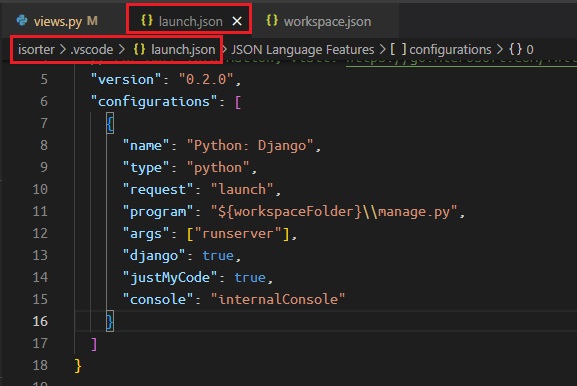 views.py M
launch.json
workspace.json
isorter > .vscode > {} launch.json > JSON Language Features > [ ] configurations > {} 0
5 "version": "0.2.0",
6 "configurations": [
7 {
8 "name": "Python: Django",
9 "type": "python",
10 "request": "launch",
11 "program": "${workspaceFolder}\\manage.py",
12 "args": ["runserver"],
13 "django": true,
14 "justMyCode": true,
15 "console": "internalConsole"
16 }
17 ]
18 }